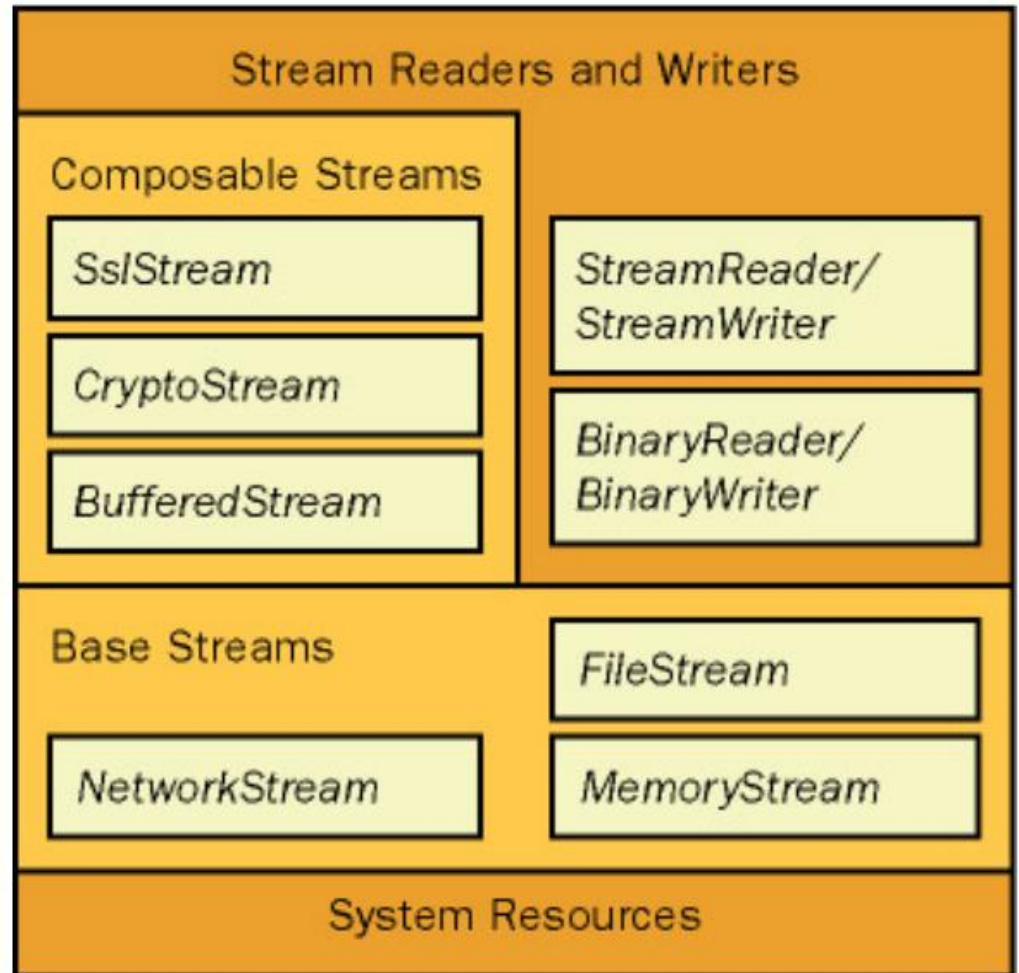 Stream Readers and Writers
Composable Streams
SslStream
CryptoStream
BufferedStream
StreamReader/
StreamWriter
BinaryReader/
BinaryWriter
Base Streams
NetworkStream
FileStream
MemoryStream
System Resources